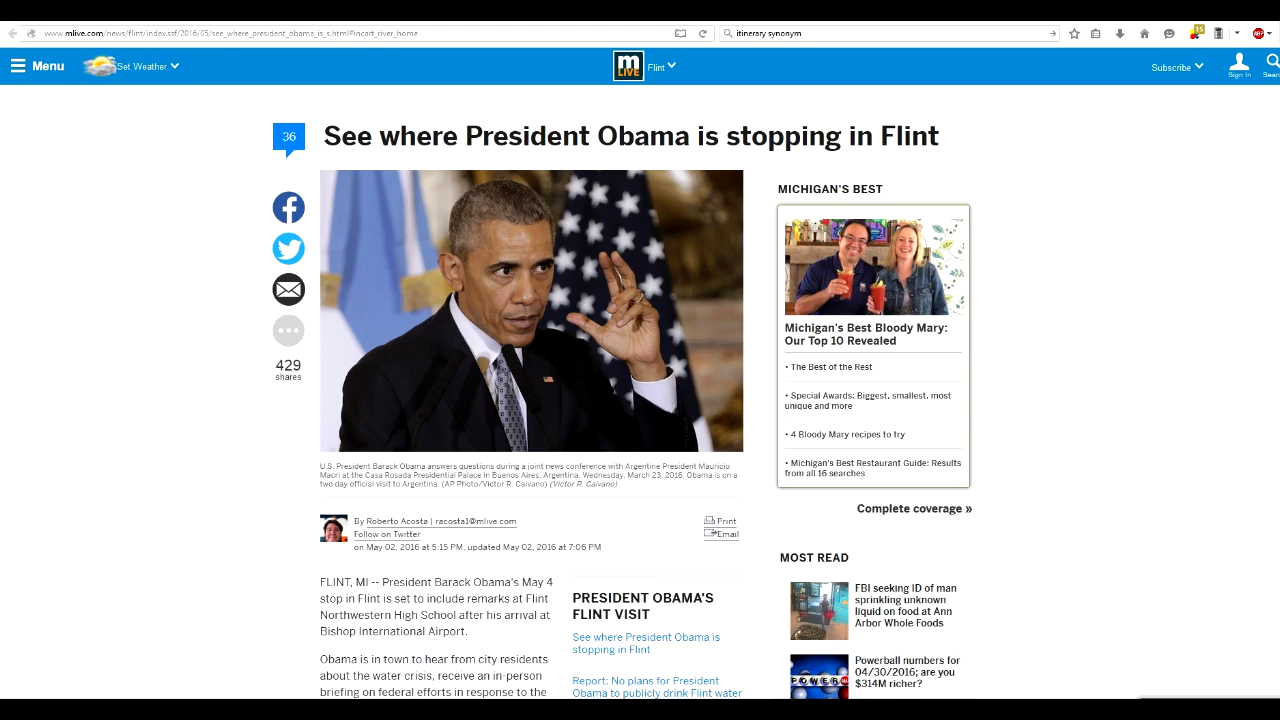 www.mlive.com/news/flint/index.ssf/2016/05/see_where_president_obama_is_s.html#incart_river_home
itinerary synonym
15
ABP
Menu
Set Weather
m
LIVE
Flint
Subscribe
Sign In
Sear
36
See where President Obama is stopping in Flint
429
shares
U.S. President Barack Obama answers questions during a joint news conference with Argentine President Mauricio
Macri at the Casa Rosada Presidential Palace in Buenos Aires, Argentina, Wednesday, March 23, 2016. Obama is on a
two day official visit to Argentina. (AP Photo/Victor R. Caivano) (Victor R. Caivano)
By Roberto Acosta | racosta1@mlive.com
Follow on Twitter
on May 02, 2016 at 5:15 PM, updated May 02, 2016 at 7:06 PM
Print
Email
FLINT, MI -- President Barack Obama's May 4
stop in Flint is set to include remarks at Flint
Northwestern High School after his arrival at
Bishop International Airport.
Obama is in town to hear from city residents
about the water crisis, receive an in-person
briefing on federal efforts in response to the
PRESIDENT OBAMA'S
FLINT VISIT
See where President Obama is
stopping in Flint
Report: No plans for President
Obama to publicly drink Flint water
MICHIGAN'S BEST
Michigan's Best Bloody Mary:
Our Top 10 Revealed
• The Best of the Rest
• Special Awards: Biggest, smallest, most
unique and more
• 4 Bloody Mary recipes to try
• Michigan's Best Restaurant Guide: Results
from all 16 searches
Complete coverage »
MOST READ
FBI seeking ID of man
sprinkling unknown
liquid on food at Ann
Arbor Whole Foods
POWER
Powerball numbers for
04/30/2016; are you
$314M richer?